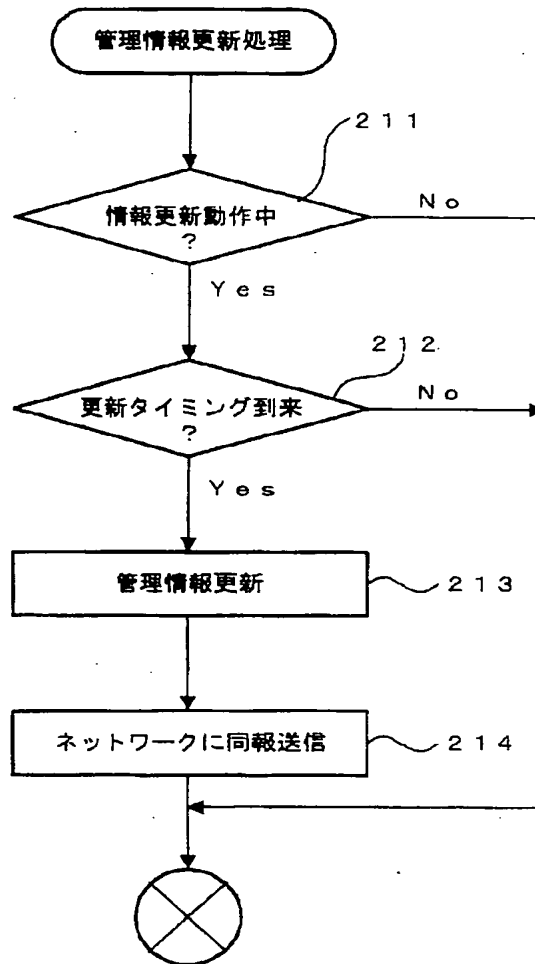 管理情報更新処理
211
情報更新動作中
?
No
Yes
212
更新タイミング到来
?
No
Yes
管理情報更新
213
ネットワークに同報送信
214